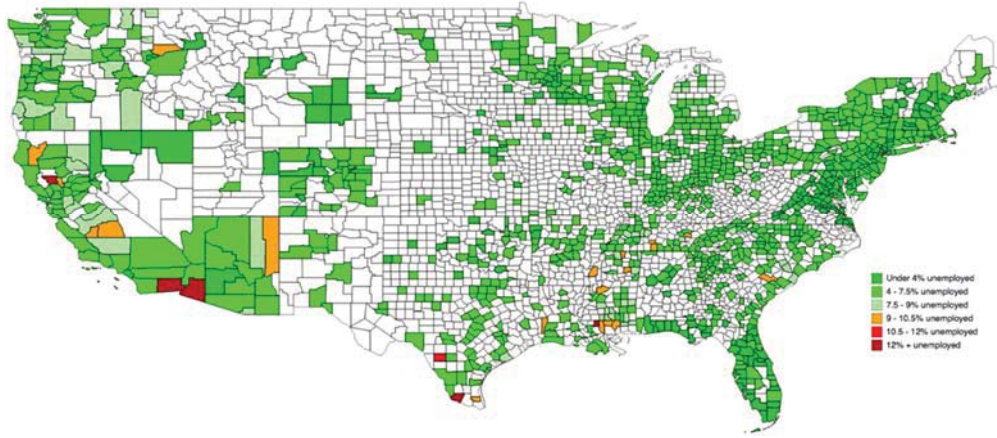 Under 4% unemployed
4 - 7.5% unemployed
7.5 - 9% unemployed
9 - 10.5% unemployed
10.5 - 12% unemployed
12% + unemployed